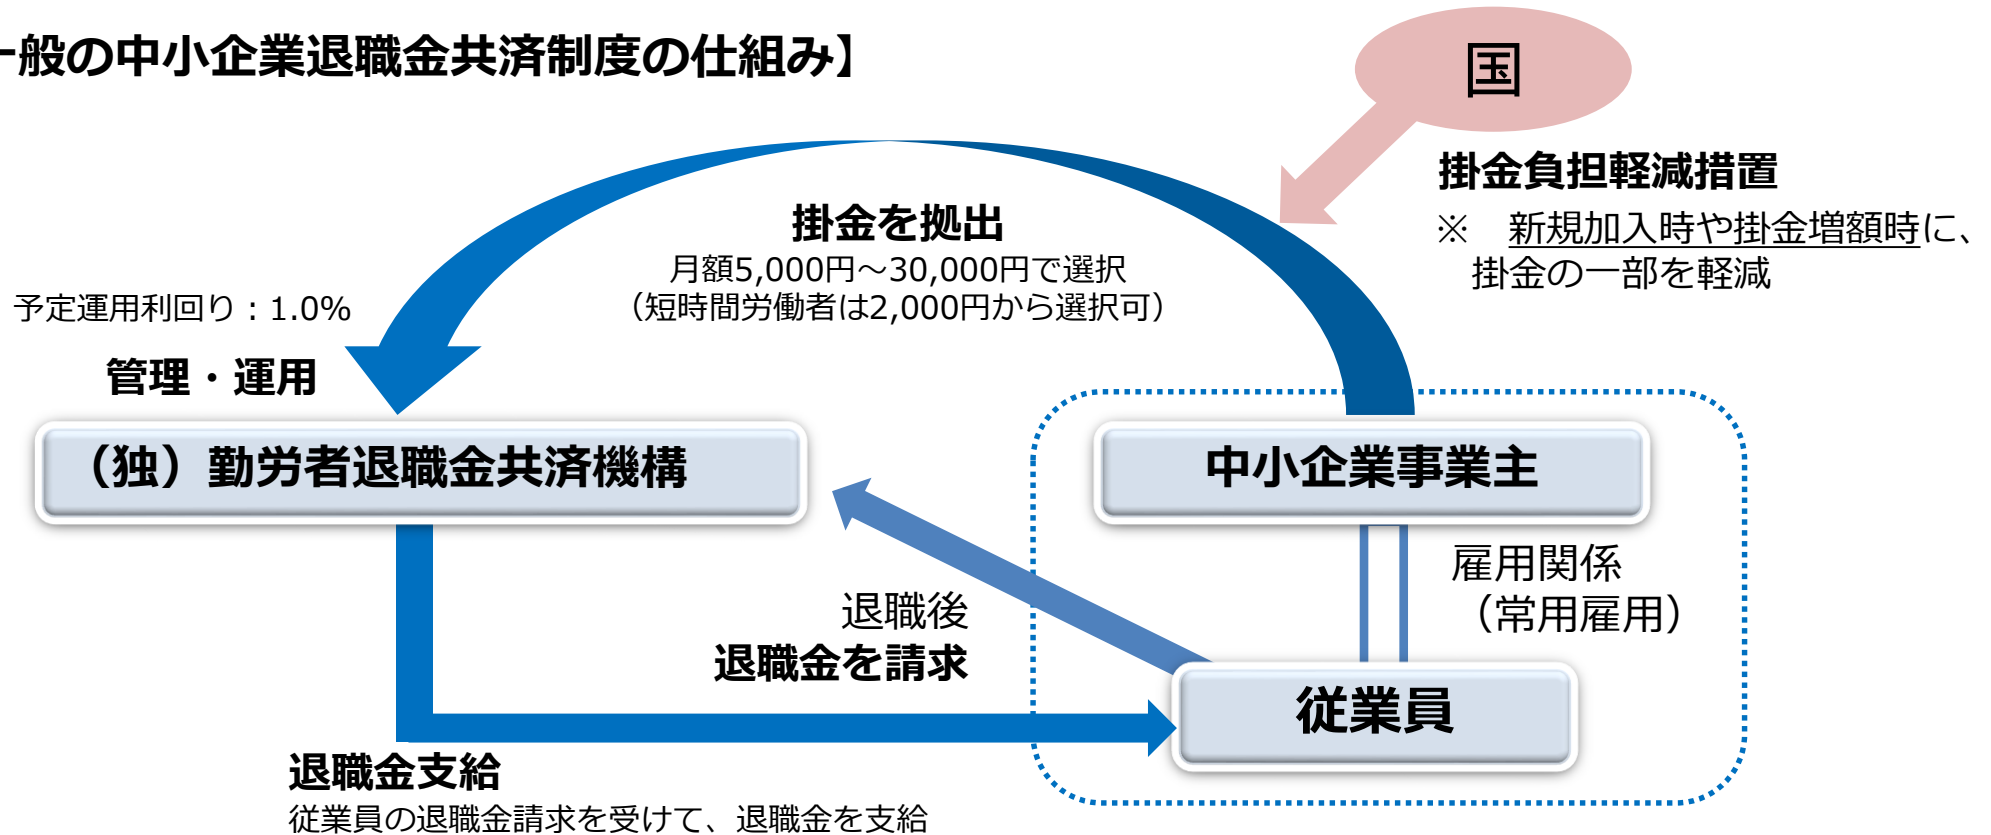 一般の中小企業退職金共済制度の仕組み】
国
掛金負担軽減措置
※　新規加入時や掛金増額時に、
掛金の一部を軽減
掛金を拠出
月額5,000円～30,000円で選択
（短時間労働者は2,000円から選択可）
予定運用利回り：1.0%
管理・運用
（独）勤労者退職金共済機構
中小企業事業主
雇用関係
（常用雇用）
退職後
退職金を請求
従業員
退職金支給
従業員の退職金請求を受けて、退職金を支給